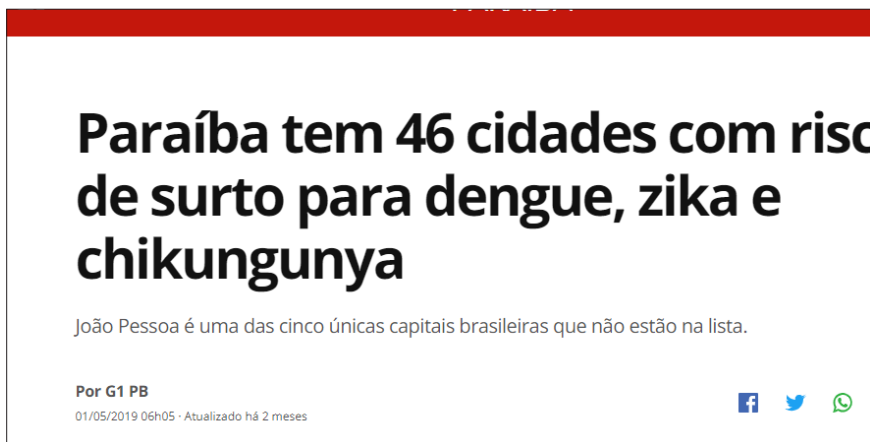 Paraíba tem 46 cidades com
de surto para dengue, zika e
chikungunya
João Pessoa é uma das cinco únicas capitais brasileiras que não estão na lista.
Por G1 PB
01/05/2019 06h05 · Atualizado há 2 meses